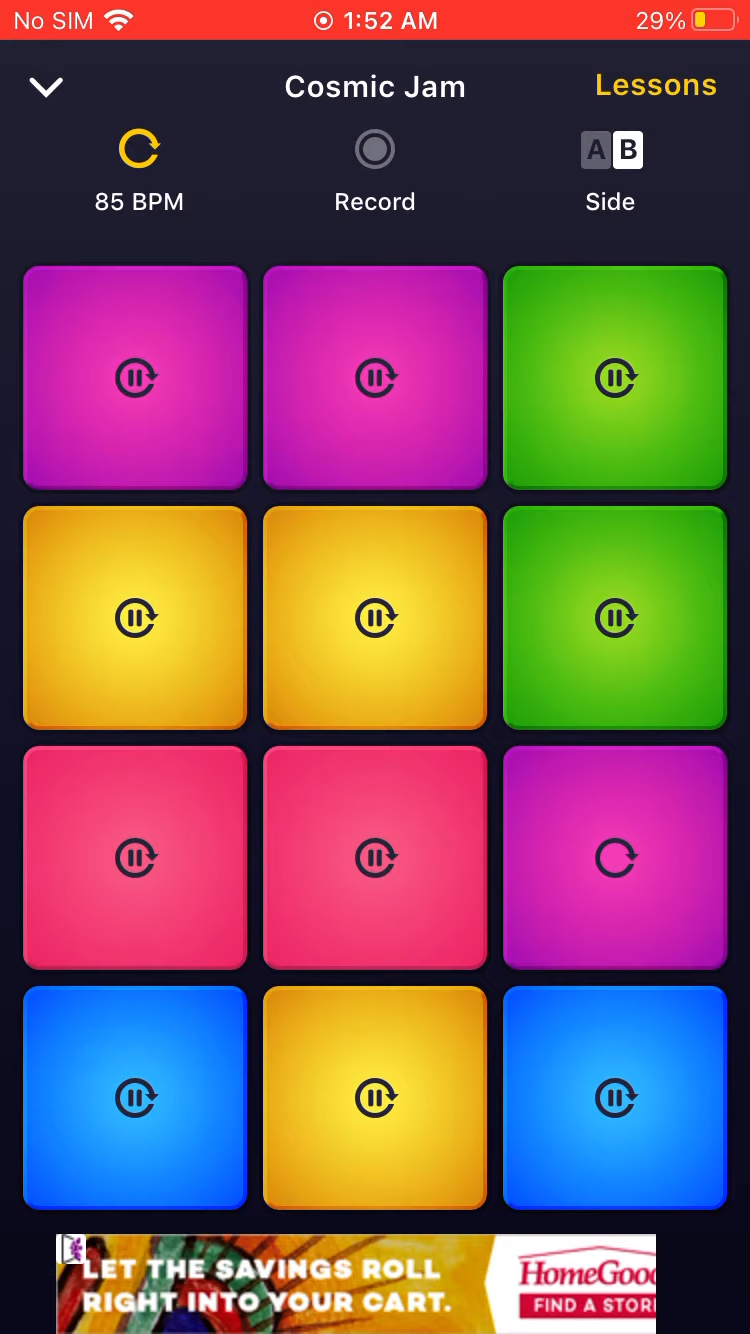 No SIM 1:52 AM 29%
Cosmic Jam Lessons
A B
85 BPM Record Side
LET THE SAVINGS ROLL
RIGHT INTO YOUR CART.
HomeGoo
FIND A STOR